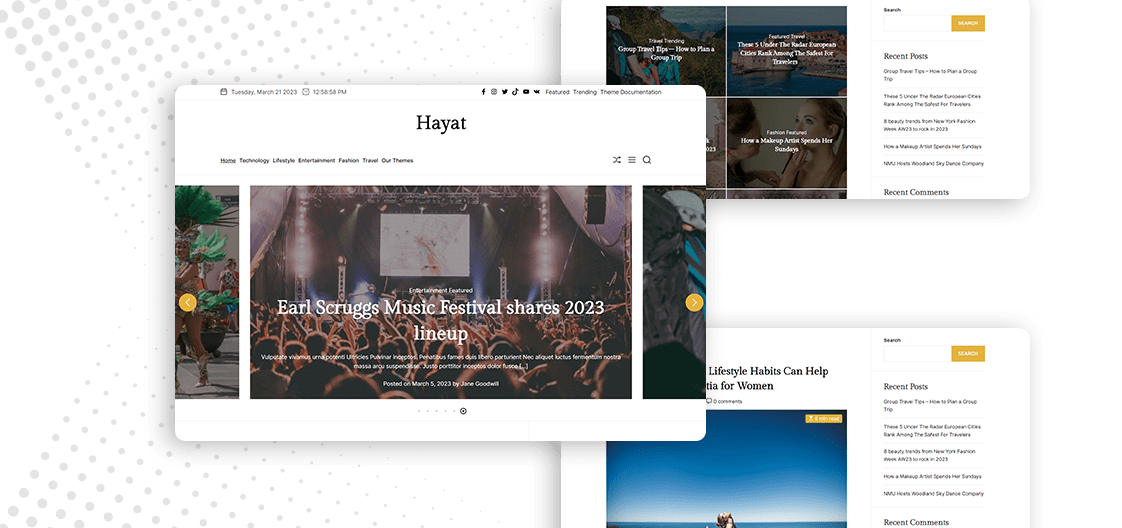 Tuesday, March 21 2023 12:58:58 PM
Featured Trending Theme Documentation
Hayat
Home Technology Lifestyle Entertainment Fashion Travel Our Themes
Entertainment Featured
Earl Scruggs Music Festival shares 2023
lineup
Vulputate vivamus urna potenti Ultricies Pulvinar inceptos. Penatibus fames duis libero parturient Nec aliquet luctus fermentum nostra
massa arcu suspendisse. Justo porttitor inceptos dolor fusce [...]
Posted on March 5, 2023 by Jane Goodwill
Travel Trending
Group Travel Tips – How to Plan a
Group Trip
Featured Travel
These 5 Under The Radar European
Cities Rank Among The Safest For
Travelers
2023
Fashion Featured
How a Makeup Artist Spends Her
Sundays
Search
SEARCH
Recent Posts
Group Travel Tips – How to Plan a Group
Trip
These 5 Under The Radar European Cities
Rank Among The Safest For Travelers
8 beauty trends from New York Fashion
Week AW23 to rock in 2023
How a Makeup Artist Spends Her Sundays
NMU Hosts Woodland Sky Dance Company
Recent Comments
Lifestyle Habits Can Help
tia for Women
0 comments
6 min read
Search
SEARCH
Recent Posts
Group Travel Tips – How to Plan a Group
Trip
These 5 Under The Radar European Cities
Rank Among The Safest For Travelers
8 beauty trends from New York Fashion
Week AW23 to rock in 2023
How a Makeup Artist Spends Her Sundays
NMU Hosts Woodland Sky Dance Company
Recent Comments